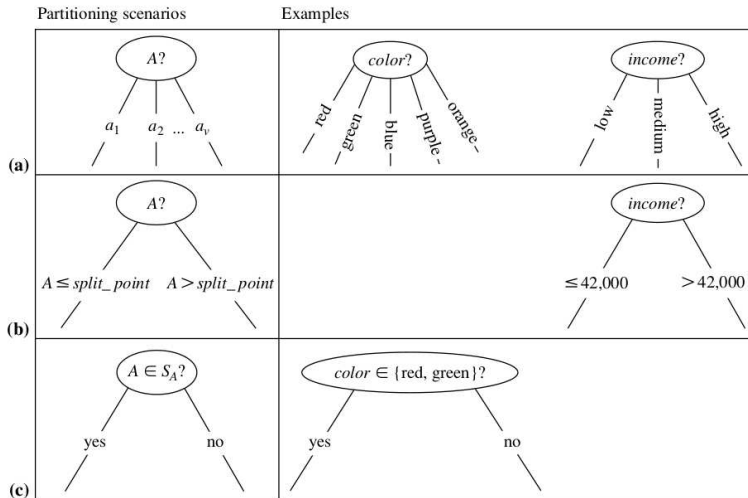 Partitioning scenarios
Examples
(a)
A?
a1 a2 ... av
color?
red green blue purple orange
income?
low medium high
(b)
A?
A ≤ split_point A > split_point
income?
≤ 42,000 > 42,000
(c)
A ∈ SA?
yes no
color ∈ {red, green}?
yes no